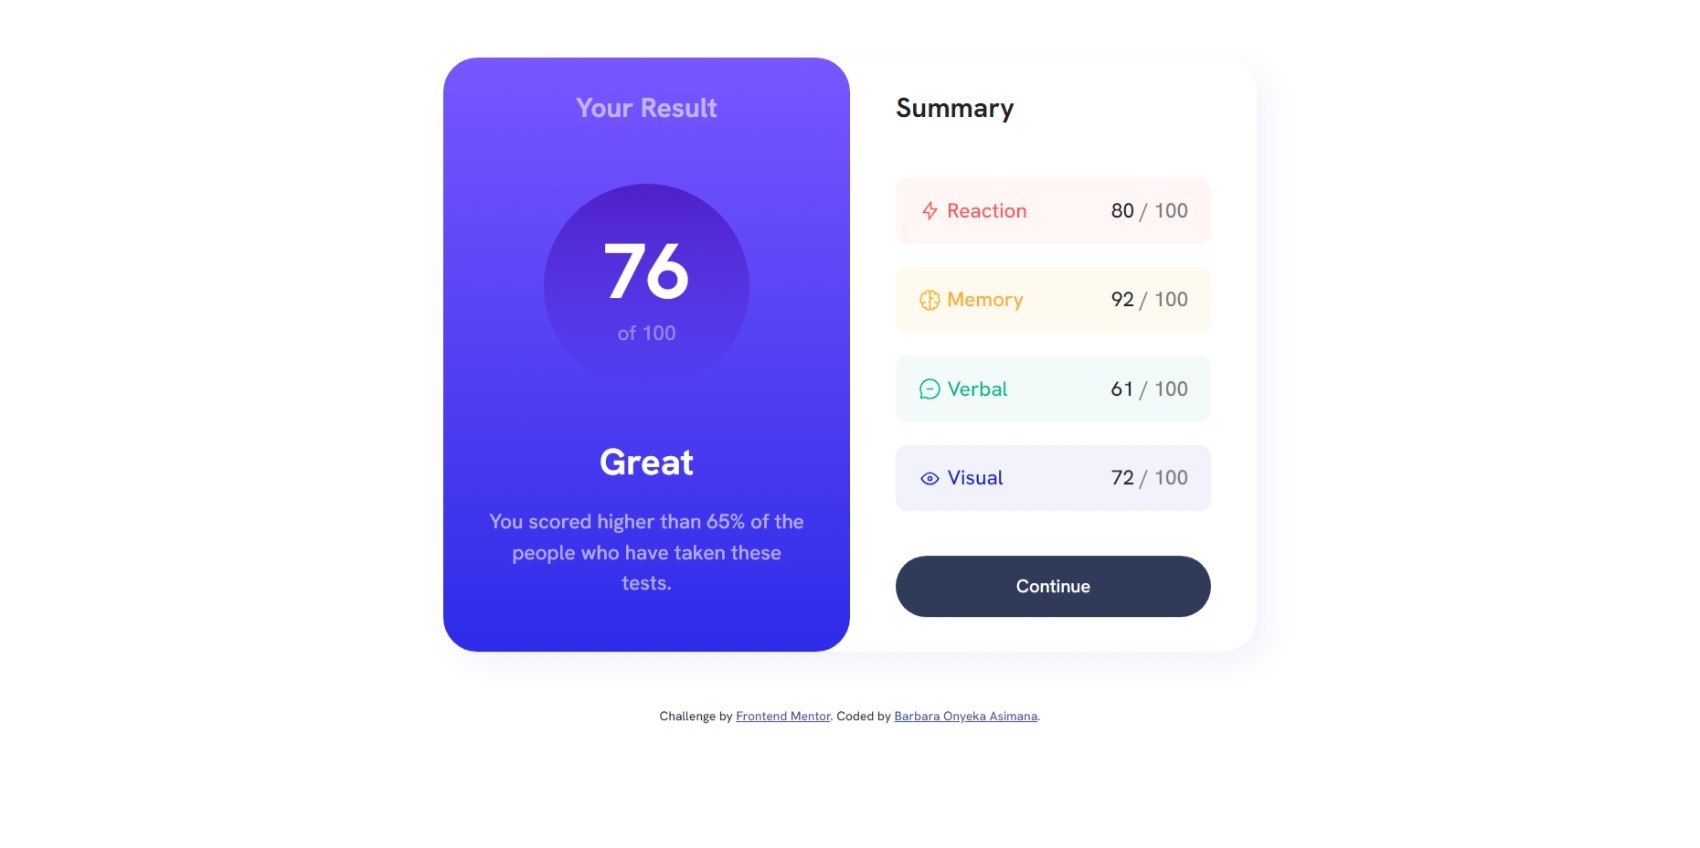 Your Result
76
of 100
Great
You scored higher than 65% of the
people who have taken these
tests.
Summary
Reaction 80 / 100
Memory 92 / 100
Verbal 61 / 100
Visual 72 / 100
Continue
Challenge by Frontend Mentor. Coded by Barbara Onyeka Asimana.